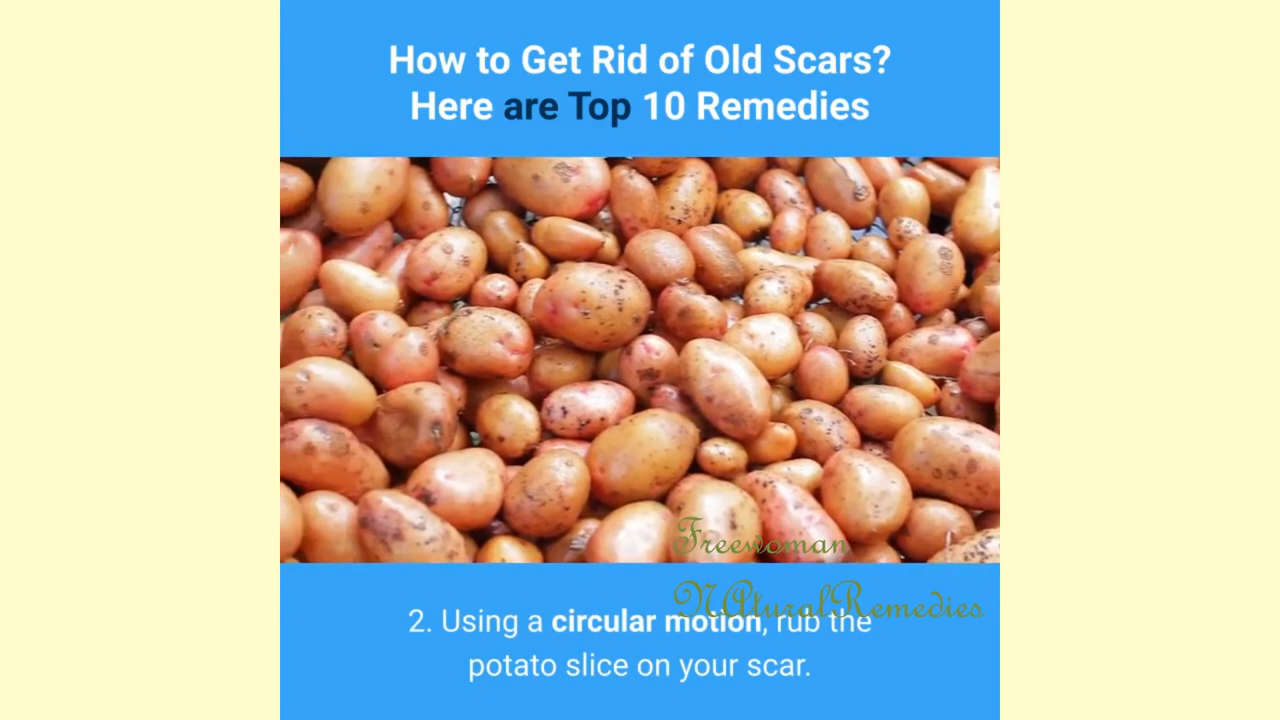 How to Get Rid of Old Scars?
Here are Top 10 Remedies
Freewoman
NAturalRemedies
2. Using a circular motion, rub the
potato slice on your scar.